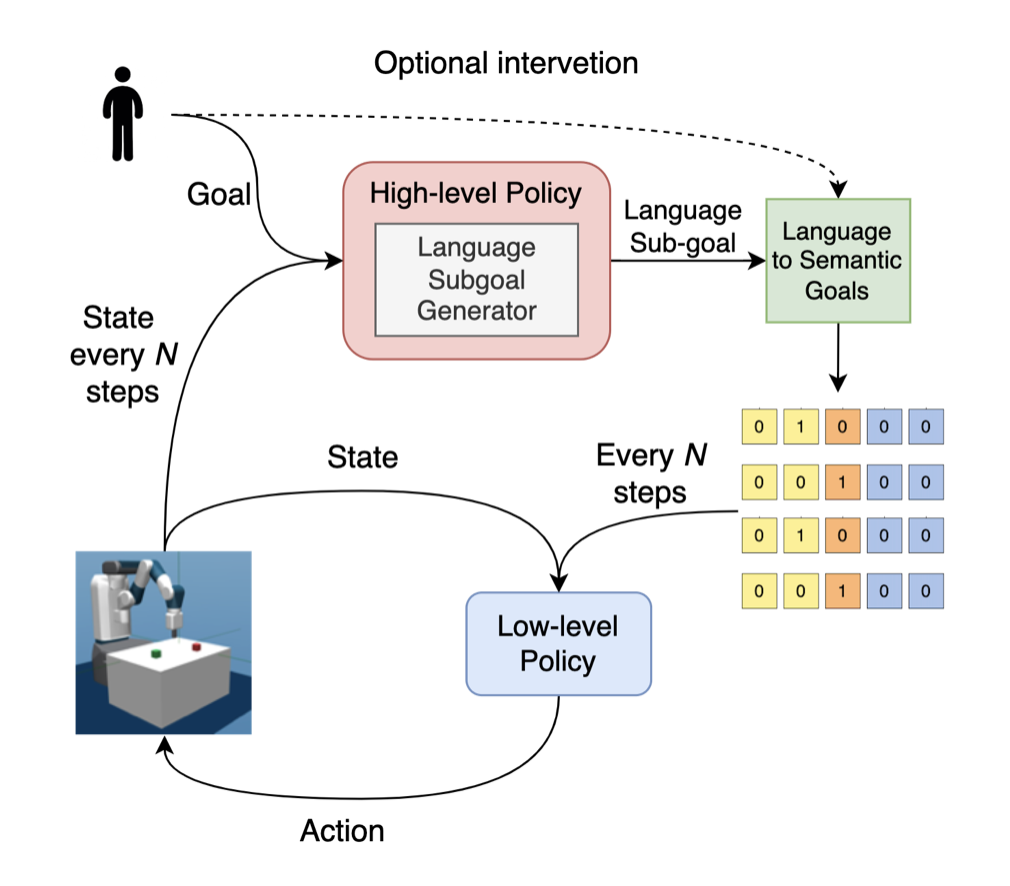 Optional intervetion
Goal
High-level Policy
Language
Subgoal
Generator
Language
Sub-goal
Language
to Semantic
Goals
State
every N
steps
State
Every N
steps
0 1 0 0 0
0 0 1 0 0
0 1 0 0 0
0 0 1 0 0
Low-level
Policy
Action